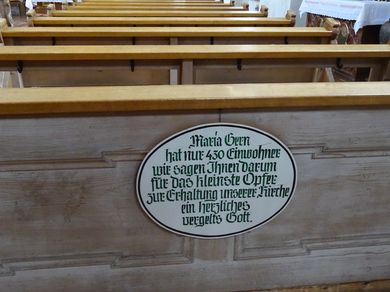 Maria Gern
hat nur 430 Einwohner
wir sagen Ihnen darum
für das kleinste Opfer
zur Erhaltung unserer Kirche
ein herzliches
vergelts Gott.